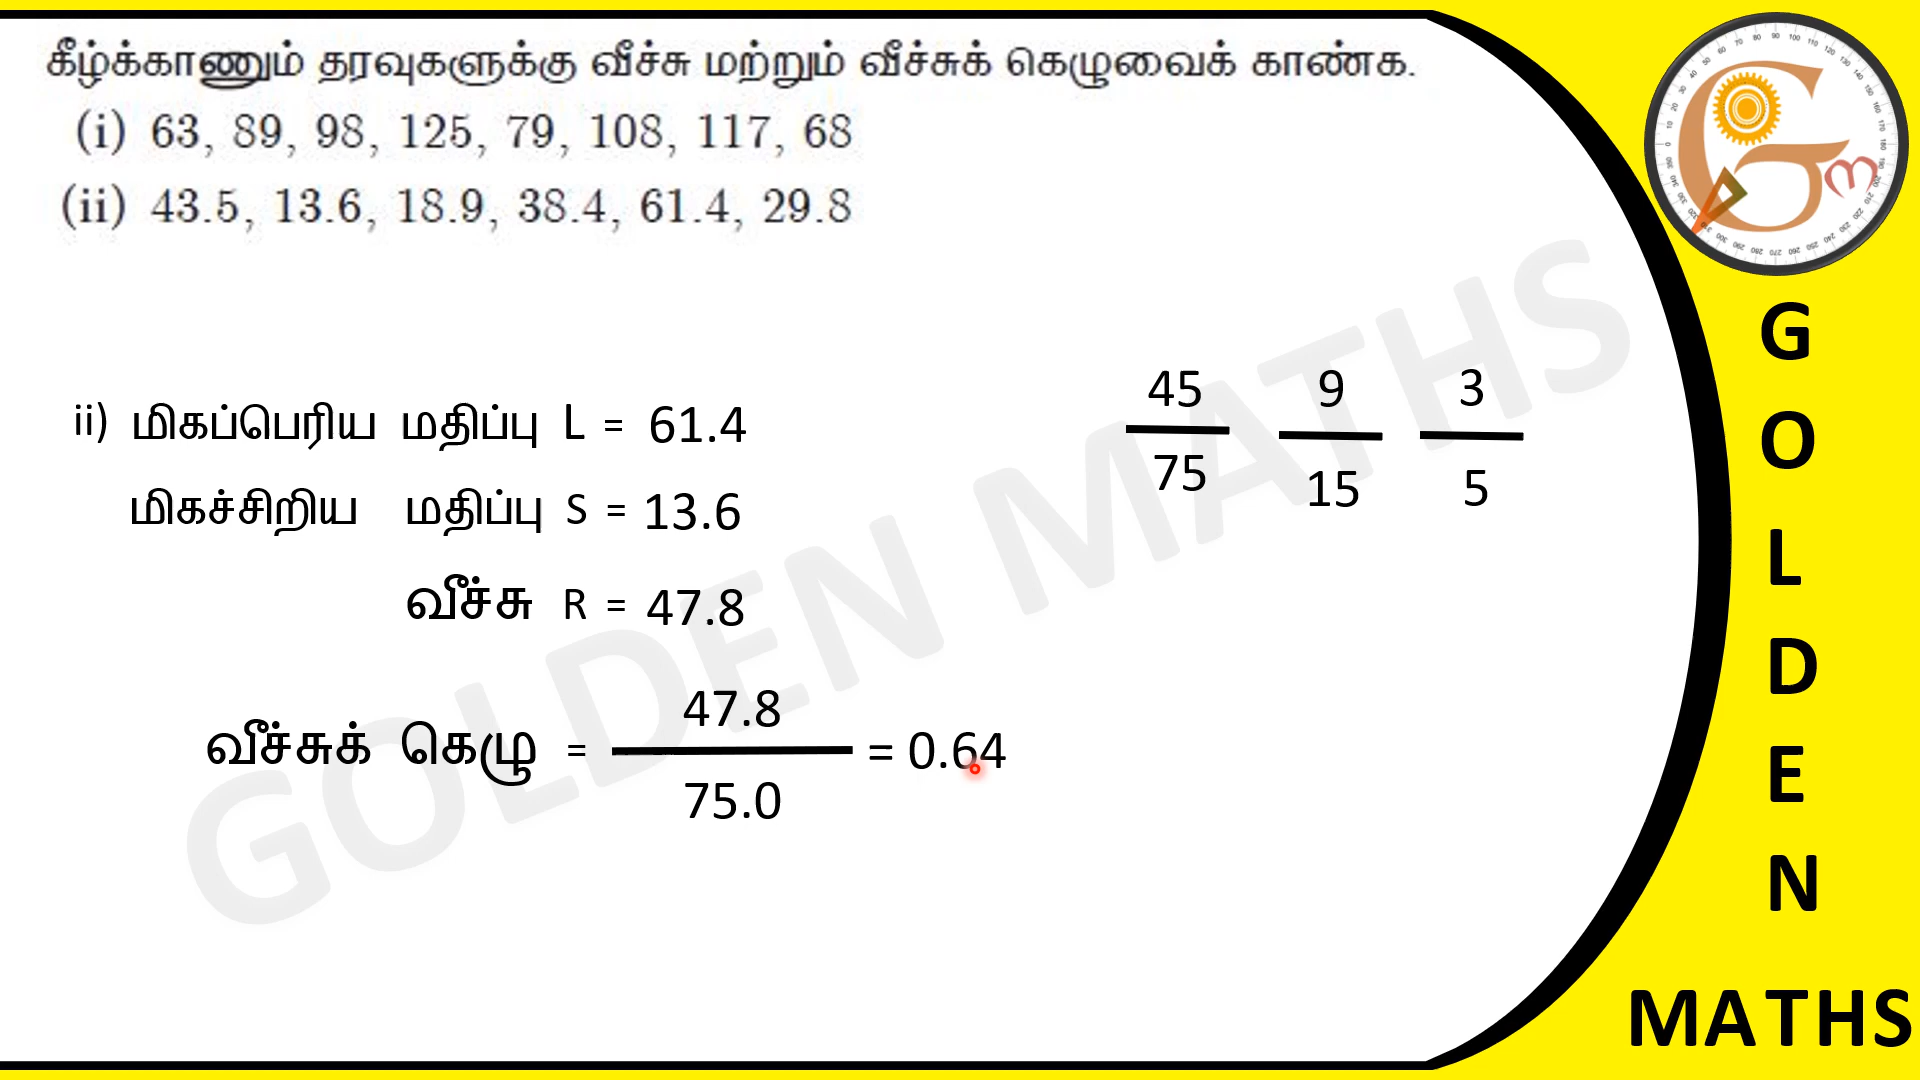 கீழ்க்காணும் தரவுகளுக்கு வீச்சு மற்றும் வீச்சுக் கெழுவைக் காண்க.
(i) 63, 89, 98, 125, 79, 108, 117, 68
(ii) 43.5, 13.6, 18.9, 38.4, 61.4, 29.8
ii) மிகப்பெரிய மதிப்பு L = 61.4
மிகச்சிறிய மதிப்பு S = 13.6
வீச்சு R = 47.8
வீச்சுக் கெழு =
47.8
75.0
= 0.64
45 9 3
75 15 5
GOLDEN MATHS
Gm
G
O
L
D
E
N
MATHS